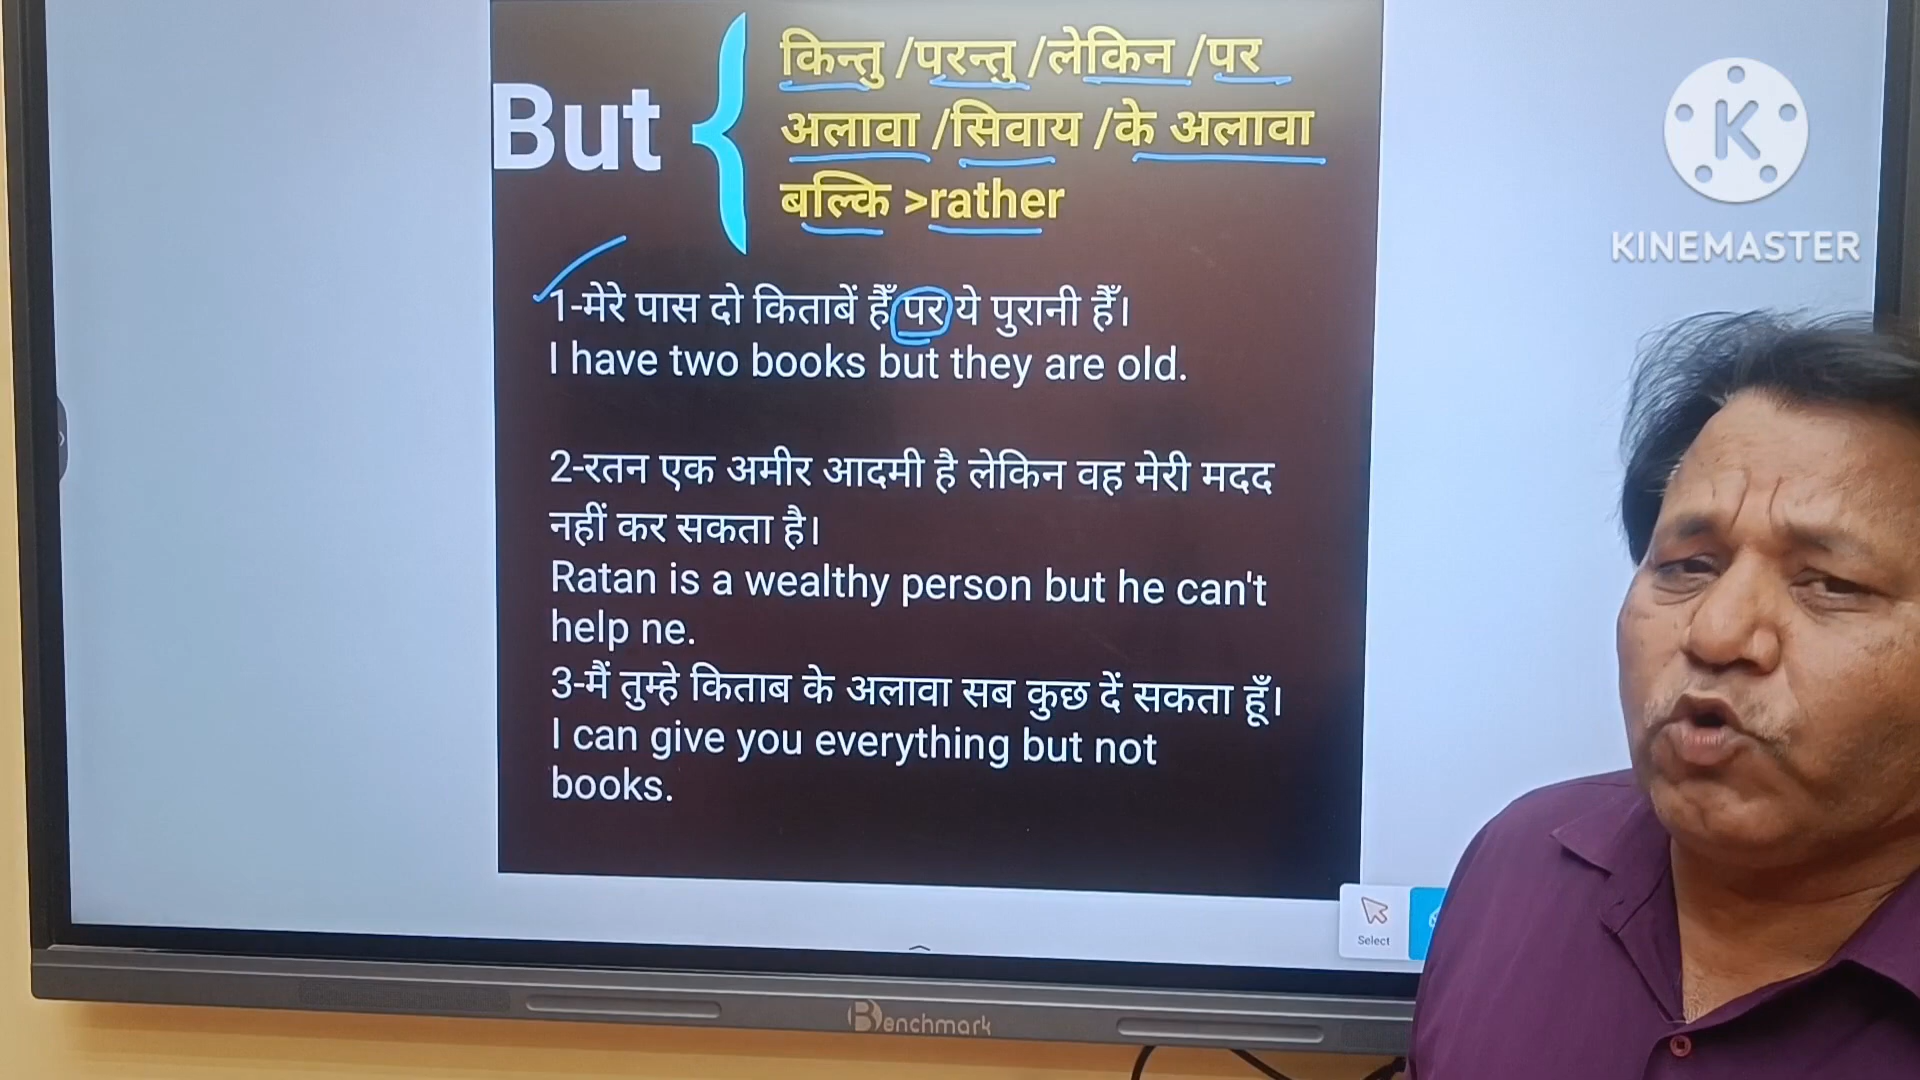 But
किन्तु /परन्तु /लेकिन /पर
अलावा /सिवाय /के अलावा
बल्कि >rather
1-मेरे पास दो किताबें हैँ पर ये पुरानी हैँ।
I have two books but they are old.
2-रतन एक अमीर आदमी है लेकिन वह मेरी मदद
नहीं कर सकता है।
Ratan is a wealthy person but he can't
help ne.
3-मैं तुम्हे किताब के अलावा सब कुछ दें सकता हूँ।
I can give you everything but not
books.
K
KINEMASTER
Select
Benchmark